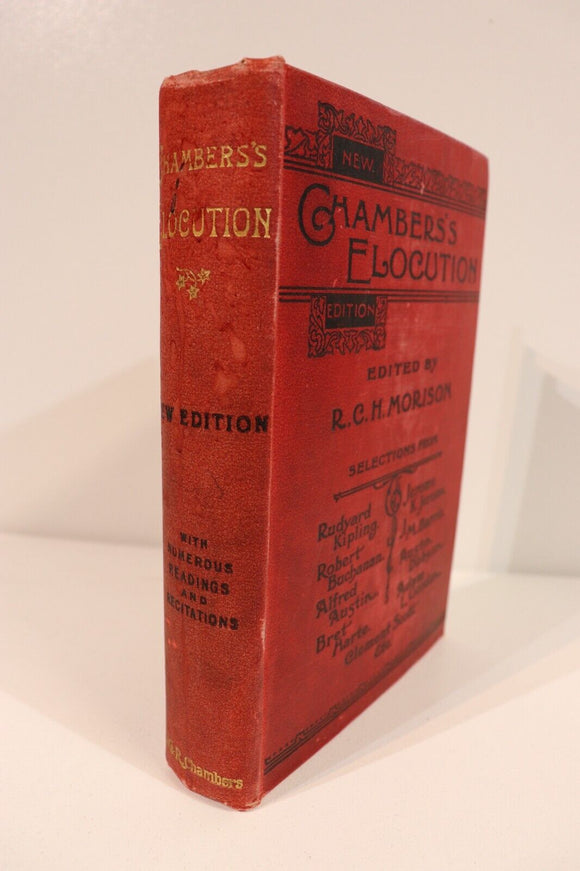 CHAMBERS'S
ELOCUTION
NEW EDITION
WITH
NUMEROUS
READINGS
AND
RECITATIONS
& R. Chambers
NEW
CHAMBERS'S
ELOCUTION
EDITION
EDITED BY
R.C.H. MORISON
SELECTIONS FROM
Rudyard
Kipling.
Robert
Buchanan.
Alfred
Austin.
Bret
Harte.
Jerome
K. Jerome.
J.M. Barrie.
Austin
Dobson.
Clement Scott
Etc.